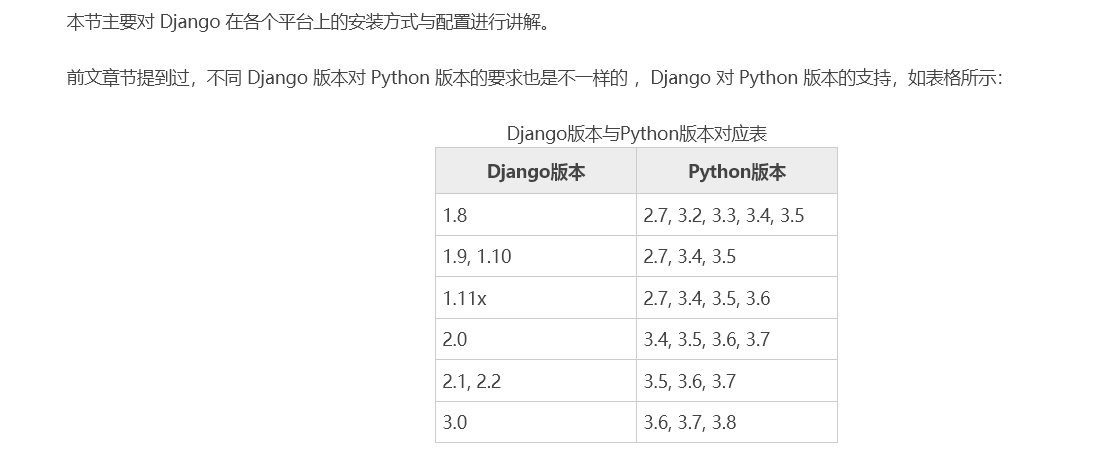 本节主要对 Django 在各个平台上的安装方式与配置进行讲解。
前文章节提到过，不同 Django 版本对 Python 版本的要求也是不一样的 ，Django 对 Python 版本的支持，如表格所示：
Django版本与Python版本对应表
Django版本 Python版本
1.8 2.7, 3.2, 3.3, 3.4, 3.5
1.9, 1.10 2.7, 3.4, 3.5
1.11x 2.7, 3.4, 3.5, 3.6
2.0 3.4, 3.5, 3.6, 3.7
2.1, 2.2 3.5, 3.6, 3.7
3.0 3.6, 3.7, 3.8